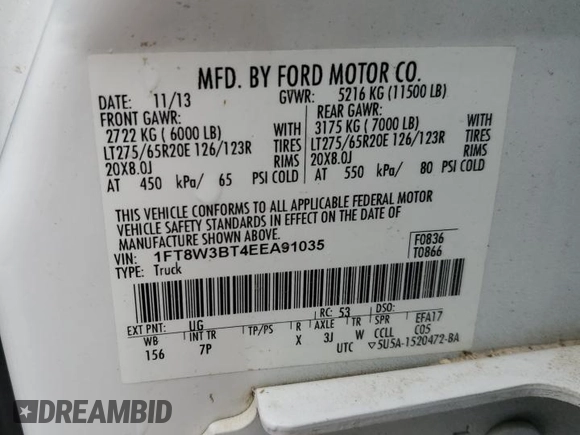 MFD. BY FORD MOTOR CO.
DATE: 11/13 GVWR: 5216 KG (11500 LB)
FRONT GAWR: REAR GAWR:
2722 KG ( 6000 LB) 3175 KG ( 7000 LB)
LT275/65R20E 126/123R TIRES LT275/65R20E 126/123R TIRES
20X8.0J RIMS 20X8.0J RIMS
AT 450 kPa/ 65 PSI COLD AT 550 kPa/ 80 PSI COLD
THIS VEHICLE CONFORMS TO ALL APPLICABLE FEDERAL MOTOR
VEHICLE SAFETY STANDARDS IN EFFECT ON THE DATE OF
MANUFACTURE SHOWN ABOVE.
VIN: 1FT8W3BT4EEA91035 F0836
TYPE: Truck T0866
EXT PNT: UG RC: 53 DSO:
WB INT TR TP/PS R AXLE TR SPR EFA17
156 7P X 3J W CCLL C05
UTC ▽5U5A-1520472-BA
DREAMBID